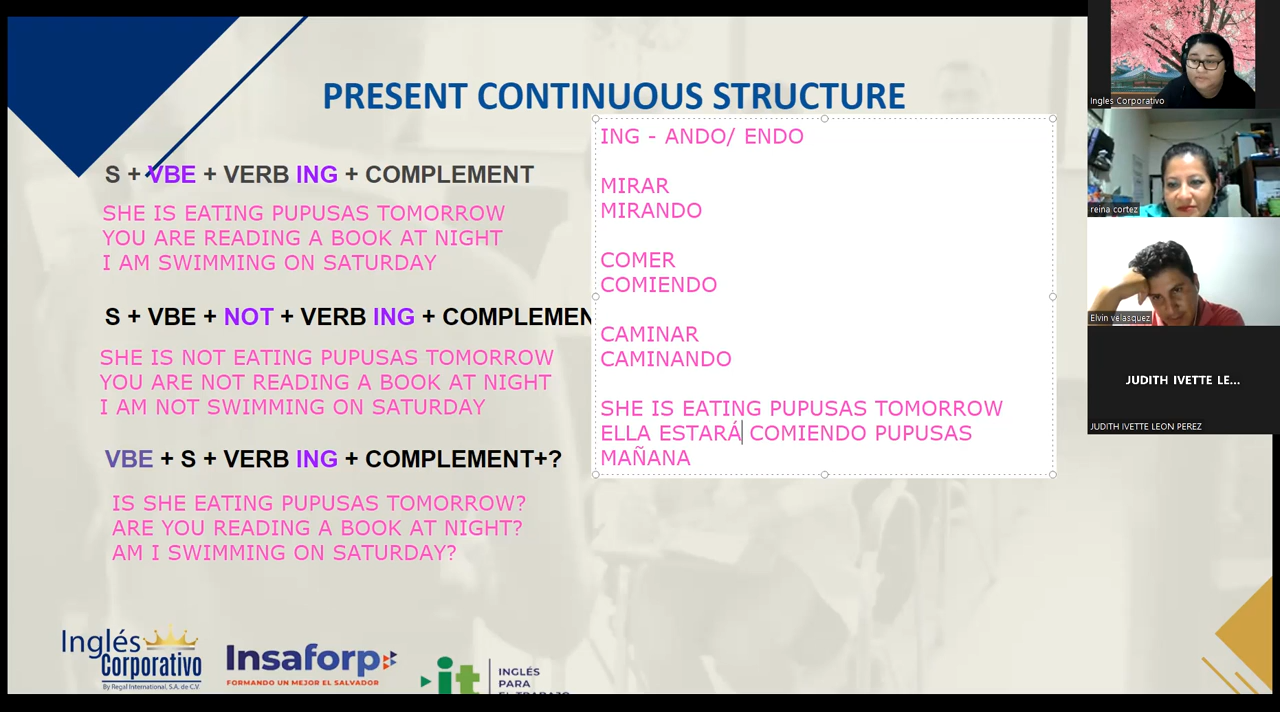 PRESENT CONTINUOUS STRUCTURE
S + VBE + VERB ING + COMPLEMENT
SHE IS EATING PUPUSAS TOMORROW
YOU ARE READING A BOOK AT NIGHT
I AM SWIMMING ON SATURDAY
S + VBE + NOT + VERB ING + COMPLEMEN
SHE IS NOT EATING PUPUSAS TOMORROW
YOU ARE NOT READING A BOOK AT NIGHT
I AM NOT SWIMMING ON SATURDAY
VBE + S + VERB ING + COMPLEMENT+?
IS SHE EATING PUPUSAS TOMORROW?
ARE YOU READING A BOOK AT NIGHT?
AM I SWIMMING ON SATURDAY?
ING - ANDO/ ENDO
MIRAR
MIRANDO
COMER
COMIENDO
CAMINAR
CAMINANDO
SHE IS EATING PUPUSAS TOMORROW
ELLA ESTARÁ COMIENDO PUPUSAS
MAÑANA
Inglés
Corporativo
By Regal International, S.A. de C.V.
Insaforp
FORMANDO UN MEJOR EL SALVADOR
it
INGLÉS
PARA
EL TRABAJO
Ingles Corporativo
reina cortez
Elvin velasquez
JUDITH IVETTE LE...
JUDITH IVETTE LEON PEREZ